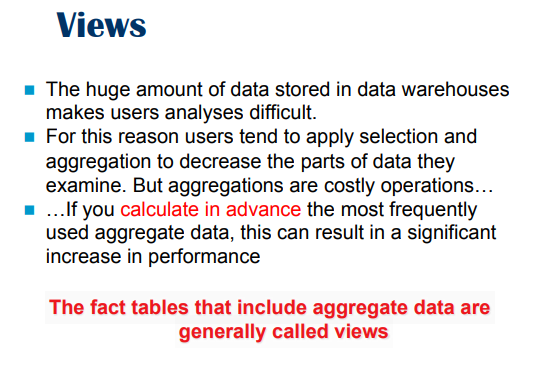 Views
■ The huge amount of data stored in data warehouses
makes users analyses difficult.
■ For this reason users tend to apply selection and
aggregation to decrease the parts of data they
examine. But aggregations are costly operations…
■ …If you calculate in advance the most frequently
used aggregate data, this can result in a significant
increase in performance
The fact tables that include aggregate data are
generally called views